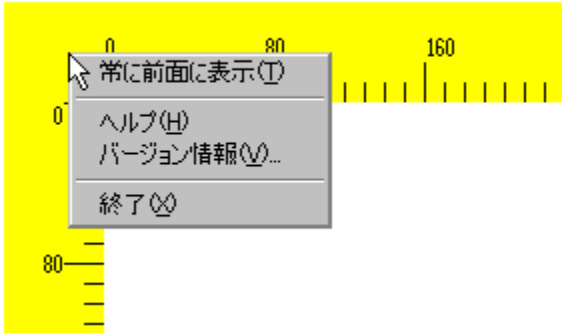 0 80 160
常に前面に表示(T)
0
ヘルプ(H)
バージョン情報(V)...
終了(X)
80